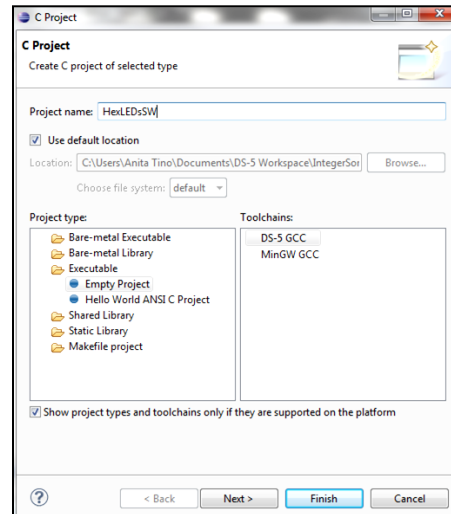 C Project
C Project
Create C project of selected type
Project name: HexLEDsSW
Use default location
Location: C:\Users\Anita Tino\Documents\DS-5 Workspace\IntegerSor Browse...
Choose file system: default
Project type: Toolchains:
Bare-metal Executable DS-5 GCC
Bare-metal Library MinGW GCC
Executable
Empty Project
Hello World ANSI C Project
Shared Library
Static Library
Makefile project
Show project types and toolchains only if they are supported on the platform
? < Back Next > Finish Cancel